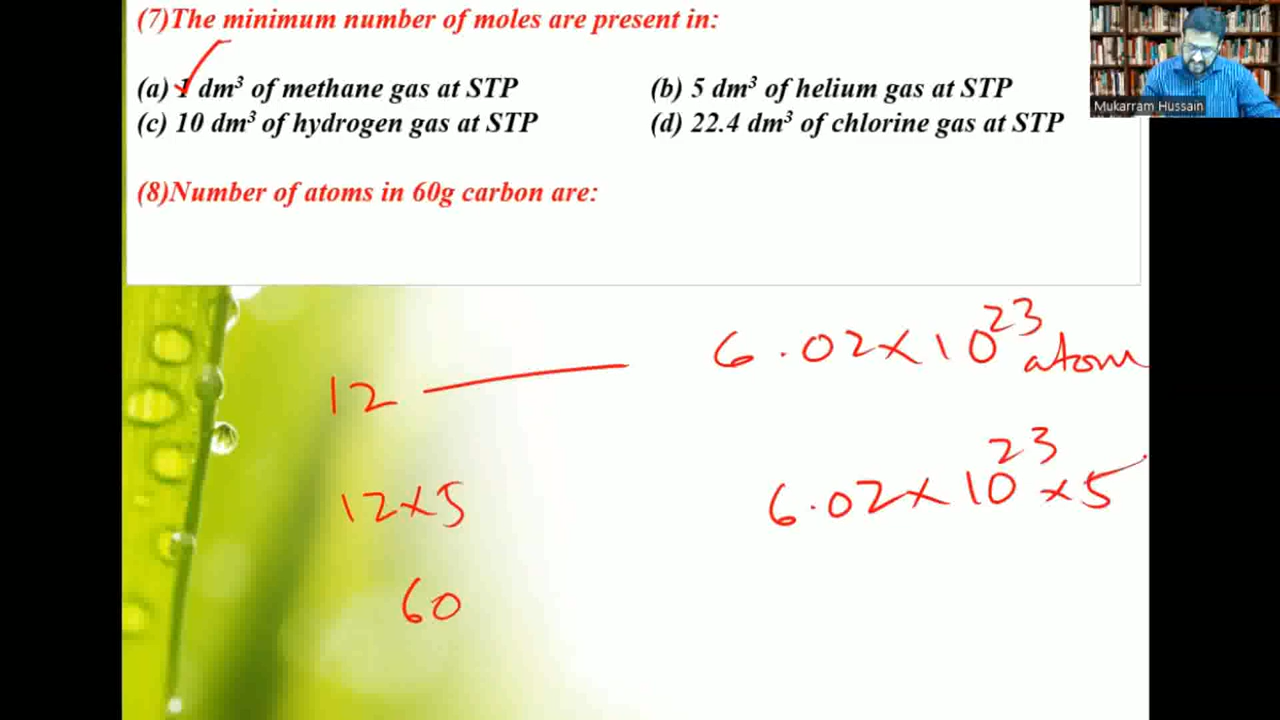 (7)The minimum number of moles are present in:
(a) 1 dm³ of methane gas at STP (b) 5 dm³ of helium gas at STP
(c) 10 dm³ of hydrogen gas at STP (d) 22.4 dm³ of chlorine gas at STP
Mukarram Hussain
(8)Number of atoms in 60g carbon are:
12 — 6.02×10²³ atom
12×5 6.02×10²³×5
60